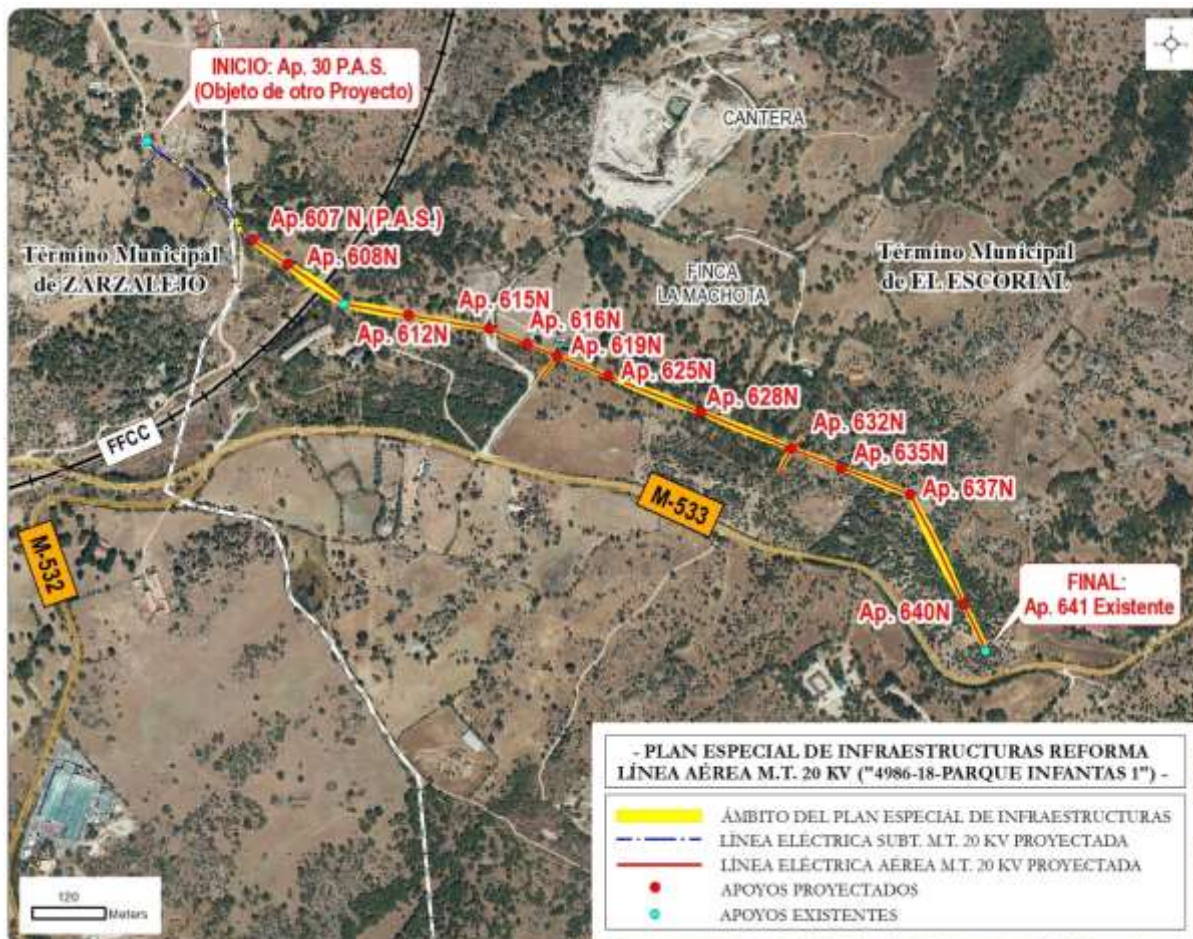 INICIO: Ap. 30 P.A.S.
(Objeto de otro Proyecto)
CANTERA
Ap.607 N (P.A.S.)
Término Municipal
de ZARZALEJO
Ap. 608N
Término Municipal
de EL ESCORIAL
FINCA
LA MACHOTA
Ap. 612N
Ap. 615N
Ap. 616N
Ap. 619N
Ap. 625N
Ap. 628N
Ap. 632N
Ap. 635N
Ap. 637N
FFCC
M-533
M-532
Ap. 640N
FINAL:
Ap. 641 Existente
- PLAN ESPECIAL DE INFRAESTRUCTURAS REFORMA
LÍNEA AÉREA M.T. 20 KV ("4986-18-PARQUE INFANTAS 1") -
ÁMBITO DEL PLAN ESPECIAL DE INFRAESTRUCTURAS
LÍNEA ELÉCTRICA SUBT. M.T. 20 KV PROYECTADA
LÍNEA ELÉCTRICA AÉREA M.T. 20 KV PROYECTADA
APOYOS PROYECTADOS
APOYOS EXISTENTES
120
Meters